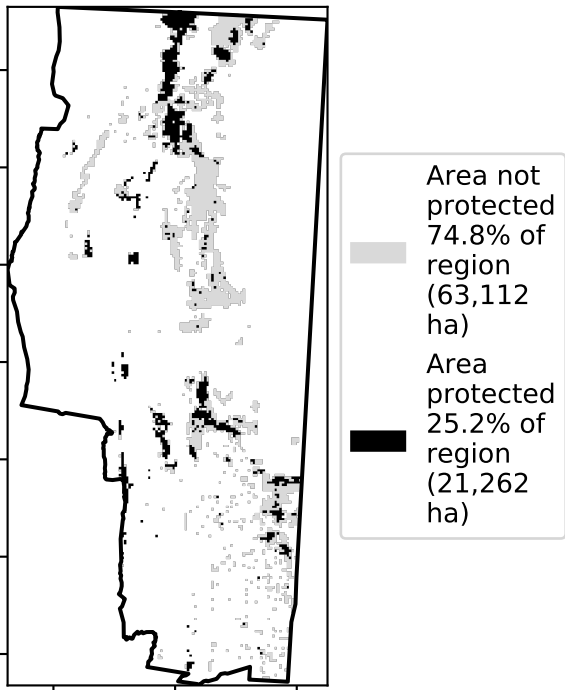 Area not
protected
74.8% of
region
(63,112
ha)
Area
protected
25.2% of
region
(21,262
ha)